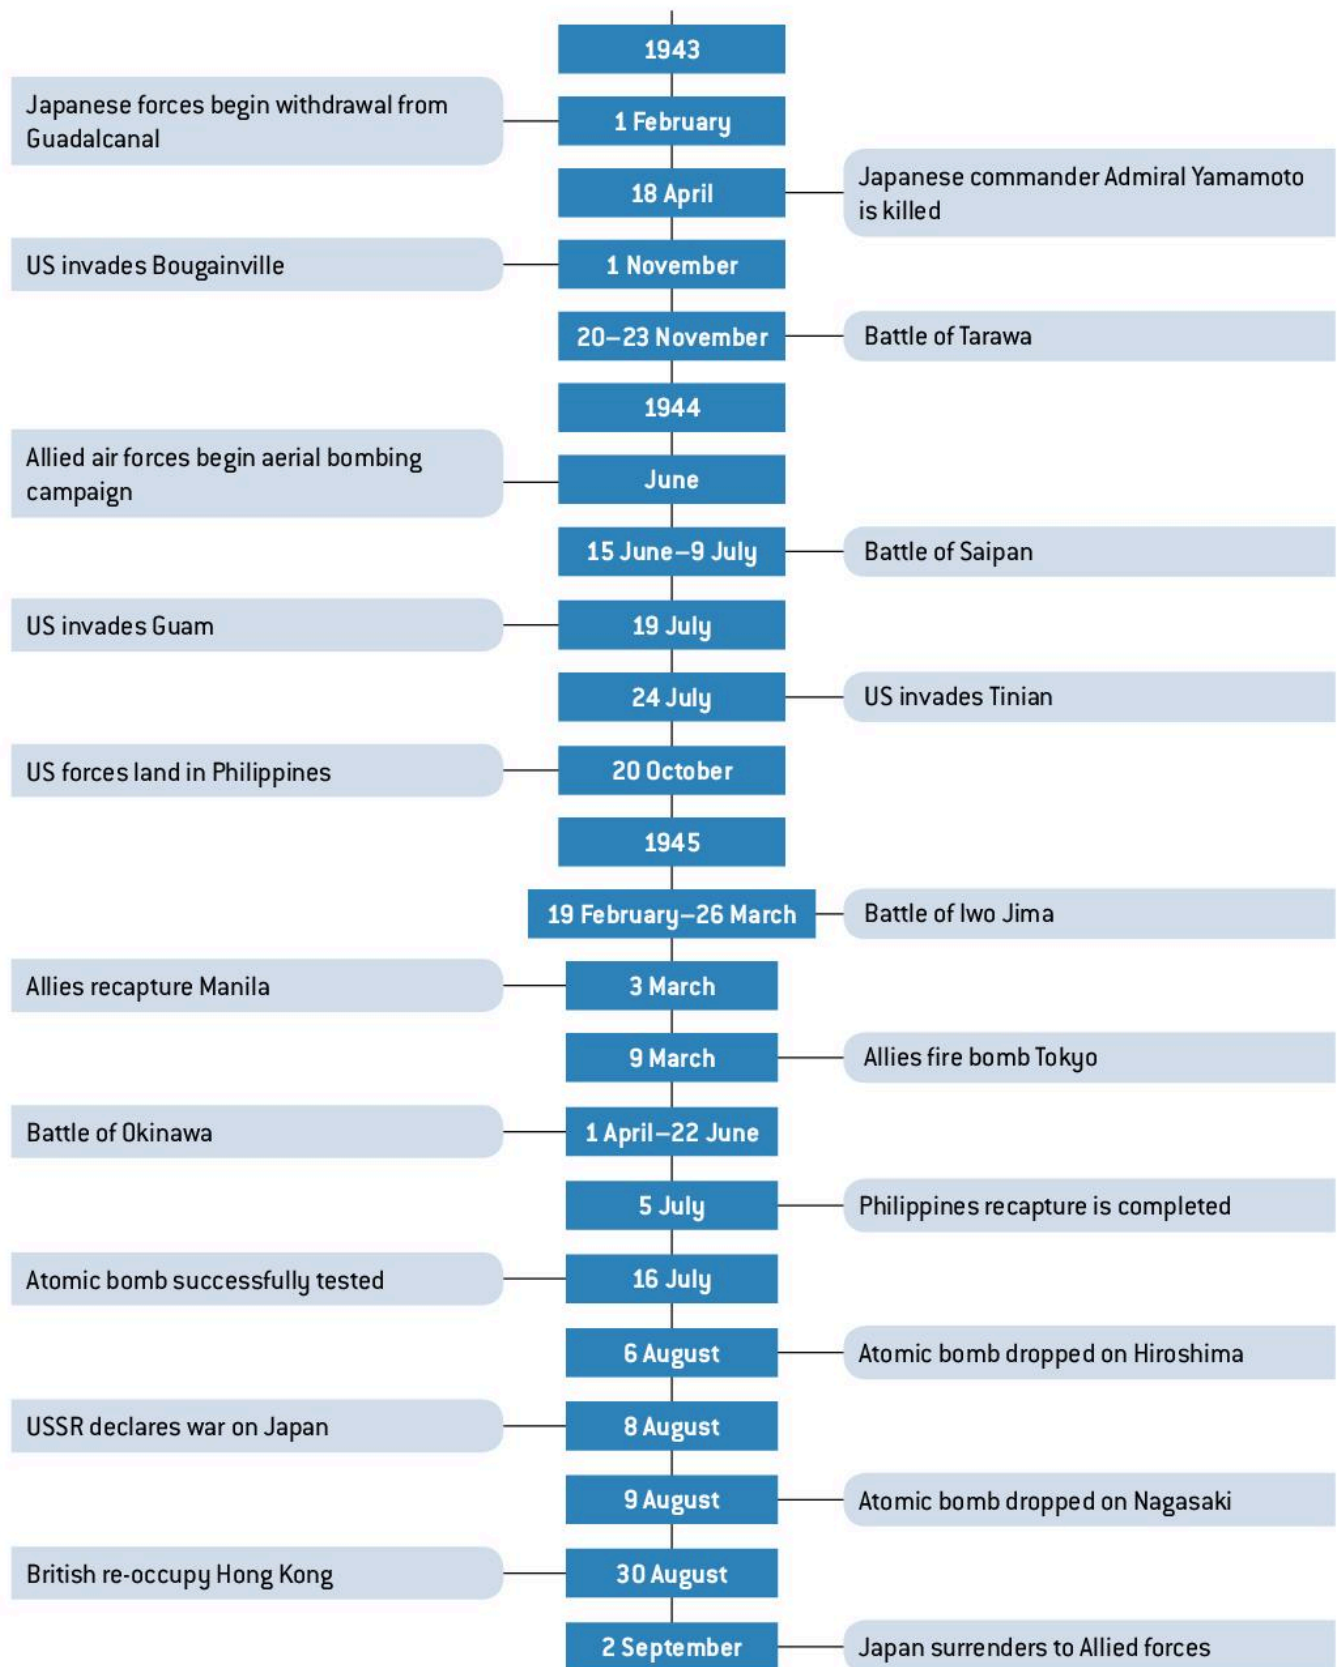 1943
Japanese forces begin withdrawal from
Guadalcanal
1 February
18 April
Japanese commander Admiral Yamamoto
is killed
US invades Bougainville
1 November
20–23 November
Battle of Tarawa
1944
Allied air forces begin aerial bombing
campaign
June
15 June–9 July
Battle of Saipan
US invades Guam
19 July
24 July
US invades Tinian
US forces land in Philippines
20 October
1945
19 February–26 March
Battle of Iwo Jima
Allies recapture Manila
3 March
9 March
Allies fire bomb Tokyo
Battle of Okinawa
1 April–22 June
5 July
Philippines recapture is completed
Atomic bomb successfully tested
16 July
6 August
Atomic bomb dropped on Hiroshima
USSR declares war on Japan
8 August
9 August
Atomic bomb dropped on Nagasaki
British re-occupy Hong Kong
30 August
2 September
Japan surrenders to Allied forces